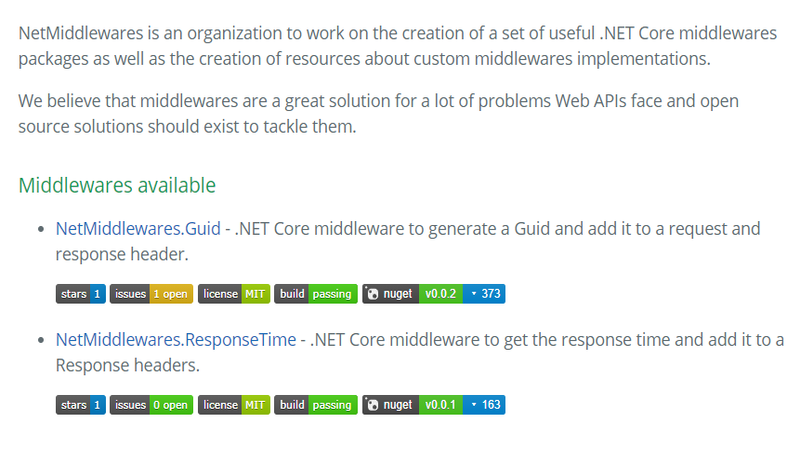 NetMiddlewares is an organization to work on the creation of a set of useful .NET Core middlewares
packages as well as the creation of resources about custom middlewares implementations.
We believe that middlewares are a great solution for a lot of problems Web APIs face and open
source solutions should exist to tackle them.
Middlewares available
• NetMiddlewares.Guid - .NET Core middleware to generate a Guid and add it to a request and
response header.
stars 1 issues 1 open license MIT build passing nuget v0.0.2 373
• NetMiddlewares.ResponseTime - .NET Core middleware to get the response time and add it to a
Response headers.
stars 1 issues 0 open license MIT build passing nuget v0.0.1 163